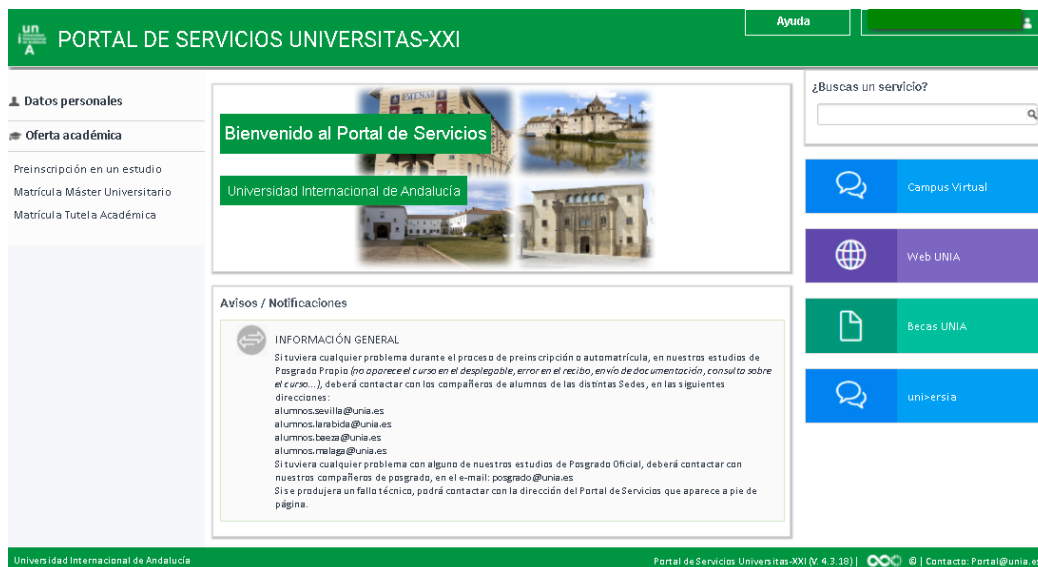 un
i
A
PORTAL DE SERVICIOS UNIVERSITAS-XXI
Ayuda
Datos personales
Oferta académica
Preinscripción en un estudio
Matrícula Máster Universitario
Matrícula Tutela Académica
Bienvenido al Portal de Servicios
Universidad Internacional de Andalucía
Avisos / Notificaciones
INFORMACIÓN GENERAL
Si tuviera cualquier problema durante el proceso de preinscripción o automatrícula, en nuestros estudios de
Posgrado Propio (no aparece el curso en el desplegable, error en el recibo, envío de documentación, consulta sobre
el curso...), deberá contactar con los compañeros de alumnos de las distintas Sedes, en las siguientes
direcciones:
alumnos.sevilla@unia.es
alumnos.larabida@unia.es
alumnos.baeza@unia.es
alumnos.malaga@unia.es
Si tuviera cualquier problema con alguno de nuestros estudios de Posgrado Oficial, deberá contactar con
nuestros compañeros de posgrado, en el e-mail: posgrado@unia.es
Si se produjera un fallo técnico, podrá contactar con la dirección del Portal de Servicios que aparece a pie de
página.
¿Buscas un servicio?
Campus Virtual
Web UNIA
Becas UNIA
uni>ersia
Universidad Internacional de Andalucía
Portal de Servicios Universitas-XXI (V. 4.3.18) | © | Contacto: Portal@unia.es